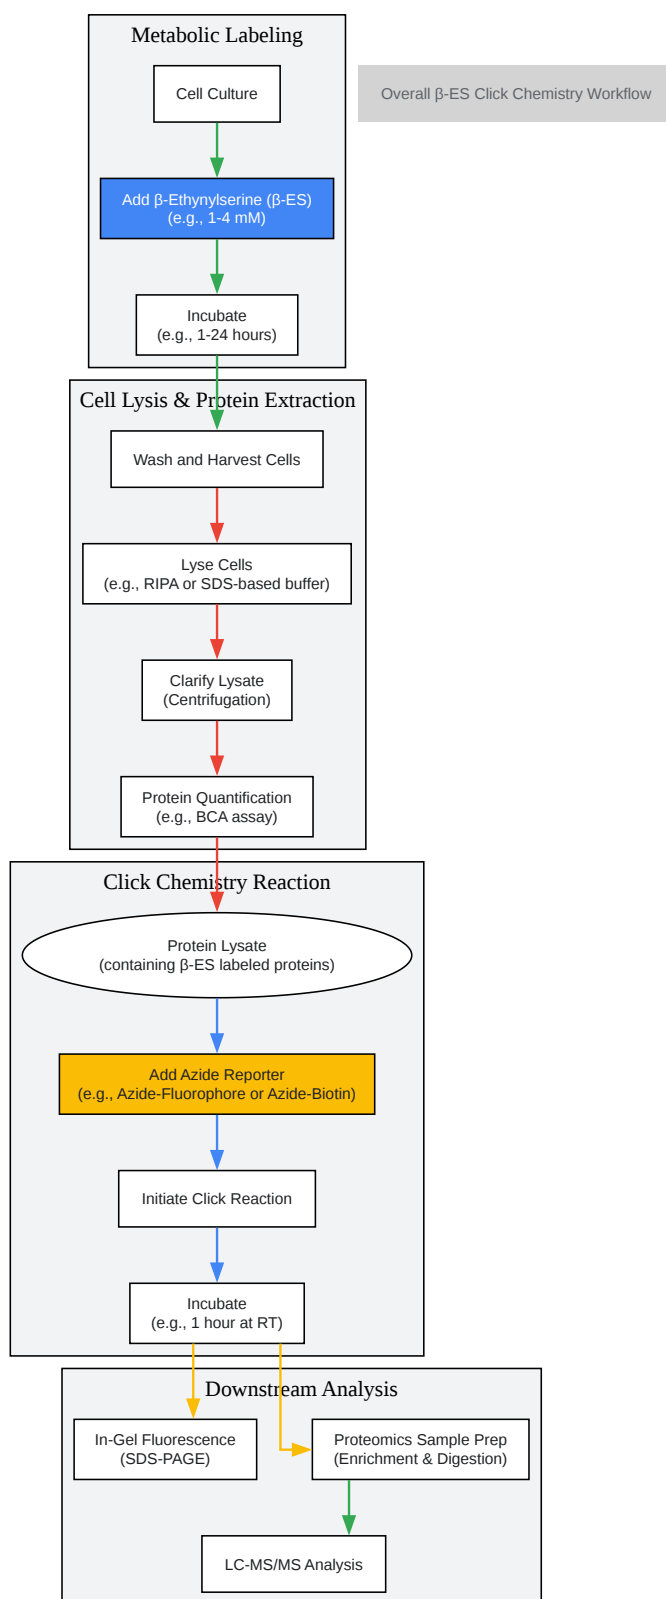 Metabolic Labeling
Cell Culture
Overall β-ES Click Chemistry Workflow
Add β-Ethynylserine (β-ES)
(e.g., 1-4 mM)
Incubate
(e.g., 1-24 hours)
Cell Lysis & Protein Extraction
Wash and Harvest Cells
Lyse Cells
(e.g., RIPA or SDS-based buffer)
Clarify Lysate
(Centrifugation)
Protein Quantification
(e.g., BCA assay)
Click Chemistry Reaction
Protein Lysate
(containing β-ES labeled proteins)
Add Azide Reporter
(e.g., Azide-Fluorophore or Azide-Biotin)
Initiate Click Reaction
Incubate
(e.g., 1 hour at RT)
Downstream Analysis
In-Gel Fluorescence
(SDS-PAGE)
Proteomics Sample Prep
(Enrichment & Digestion)
LC-MS/MS Analysis